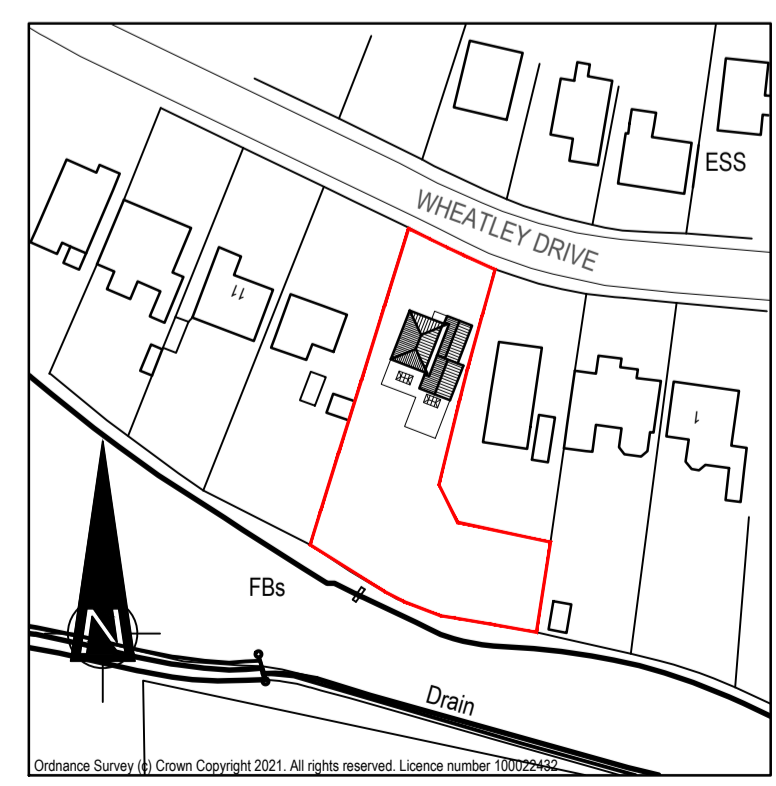 ESS
WHEATLEY DRIVE
11
1
FBs
N
Drain
Ordnance Survey (c) Crown Copyright 2021. All rights reserved. Licence number 100022432